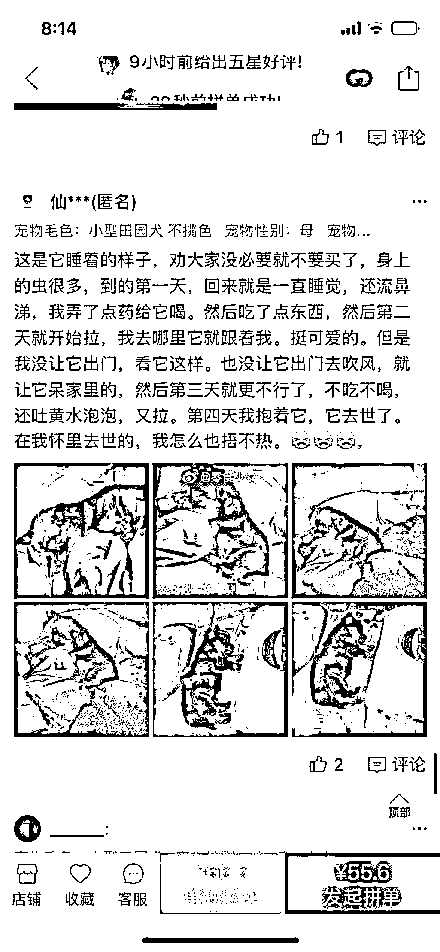 8:14
9小时前给出五星好评!
秒前拼单成功!
1 评论
仙***(匿名)
宠物毛色: 小型田园犬 不挑色 宠物性别: 母 宠物...
这是它睡着的样子，劝大家没必要就不要买了，身上
的虫很多，到的第一天，回来就是一直睡觉，还流鼻
涕，我弄了点药给它喝。然后吃了点东西，然后第二
天就开始拉，我去哪里它就跟着我。挺可爱的。但是
我没让它出门，看它这样。也没让它出门去吹风，就
让它呆家里的，然后第三天就更不行了，不吃不喝，
还吐黄水泡泡，又拉。第四天我抱着它，它去世了。
在我怀里去世的，我怎么也捂不热。
2 评论
顶部
店铺 收藏 客服
¥55.6
发起拼单